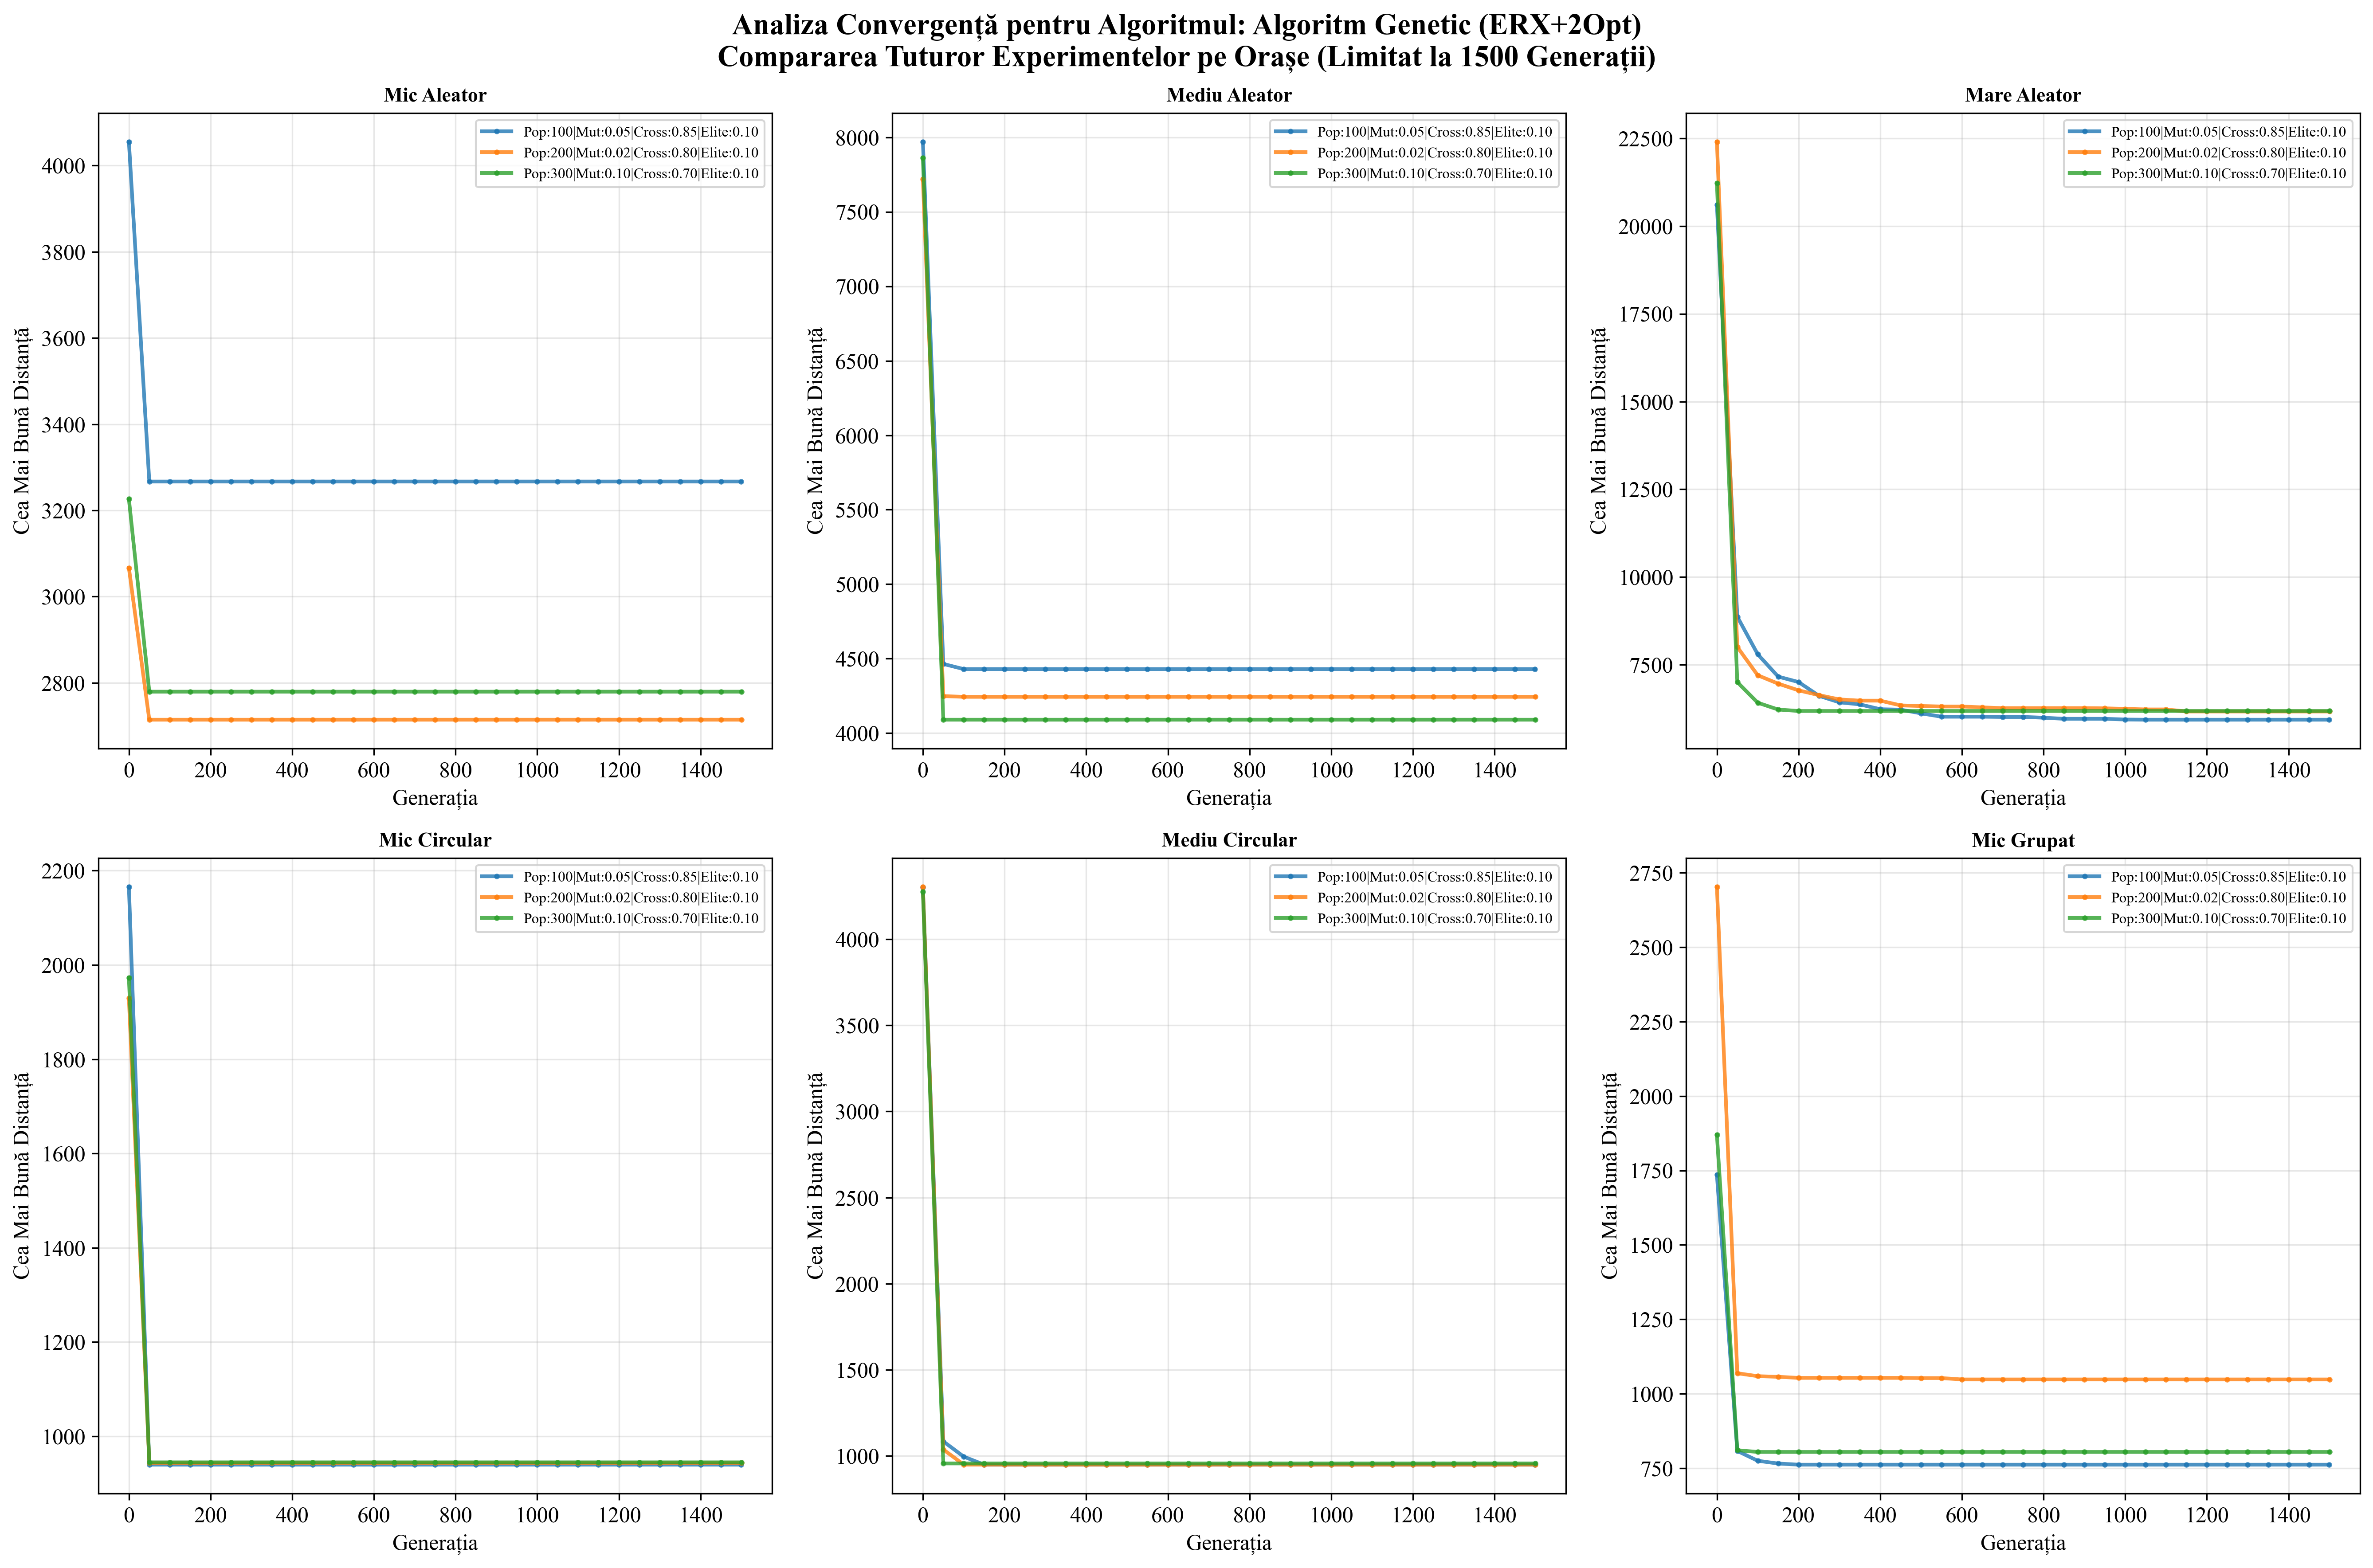 Analiza Convergență pentru Algoritmul: Algoritm Genetic (ERX+2Opt)
Compararea Tuturor Experimentelor pe Orașe (Limitat la 1500 Generații)
Mic Aleator
Pop:100|Mut:0.05|Cross:0.85|Elite:0.10
Pop:200|Mut:0.02|Cross:0.80|Elite:0.10
Pop:300|Mut:0.10|Cross:0.70|Elite:0.10
Cea Mai Bună Distanță
4000
3800
3600
3400
3200
3000
2800
0 200 400 600 800 1000 1200 1400
Generația
Mediu Aleator
Pop:100|Mut:0.05|Cross:0.85|Elite:0.10
Pop:200|Mut:0.02|Cross:0.80|Elite:0.10
Pop:300|Mut:0.10|Cross:0.70|Elite:0.10
Cea Mai Bună Distanță
8000
7500
7000
6500
6000
5500
5000
4500
4000
0 200 400 600 800 1000 1200 1400
Generația
Mare Aleator
Pop:100|Mut:0.05|Cross:0.85|Elite:0.10
Pop:200|Mut:0.02|Cross:0.80|Elite:0.10
Pop:300|Mut:0.10|Cross:0.70|Elite:0.10
Cea Mai Bună Distanță
22500
20000
17500
15000
12500
10000
7500
0 200 400 600 800 1000 1200 1400
Generația
Mic Circular
Pop:100|Mut:0.05|Cross:0.85|Elite:0.10
Pop:200|Mut:0.02|Cross:0.80|Elite:0.10
Pop:300|Mut:0.10|Cross:0.70|Elite:0.10
Cea Mai Bună Distanță
2200
2000
1800
1600
1400
1200
1000
0 200 400 600 800 1000 1200 1400
Generația
Mediu Circular
Pop:100|Mut:0.05|Cross:0.85|Elite:0.10
Pop:200|Mut:0.02|Cross:0.80|Elite:0.10
Pop:300|Mut:0.10|Cross:0.70|Elite:0.10
Cea Mai Bună Distanță
4000
3500
3000
2500
2000
1500
1000
0 200 400 600 800 1000 1200 1400
Generația
Mic Grupat
Pop:100|Mut:0.05|Cross:0.85|Elite:0.10
Pop:200|Mut:0.02|Cross:0.80|Elite:0.10
Pop:300|Mut:0.10|Cross:0.70|Elite:0.10
Cea Mai Bună Distanță
2750
2500
2250
2000
1750
1500
1250
1000
750
0 200 400 600 800 1000 1200 1400
Generația